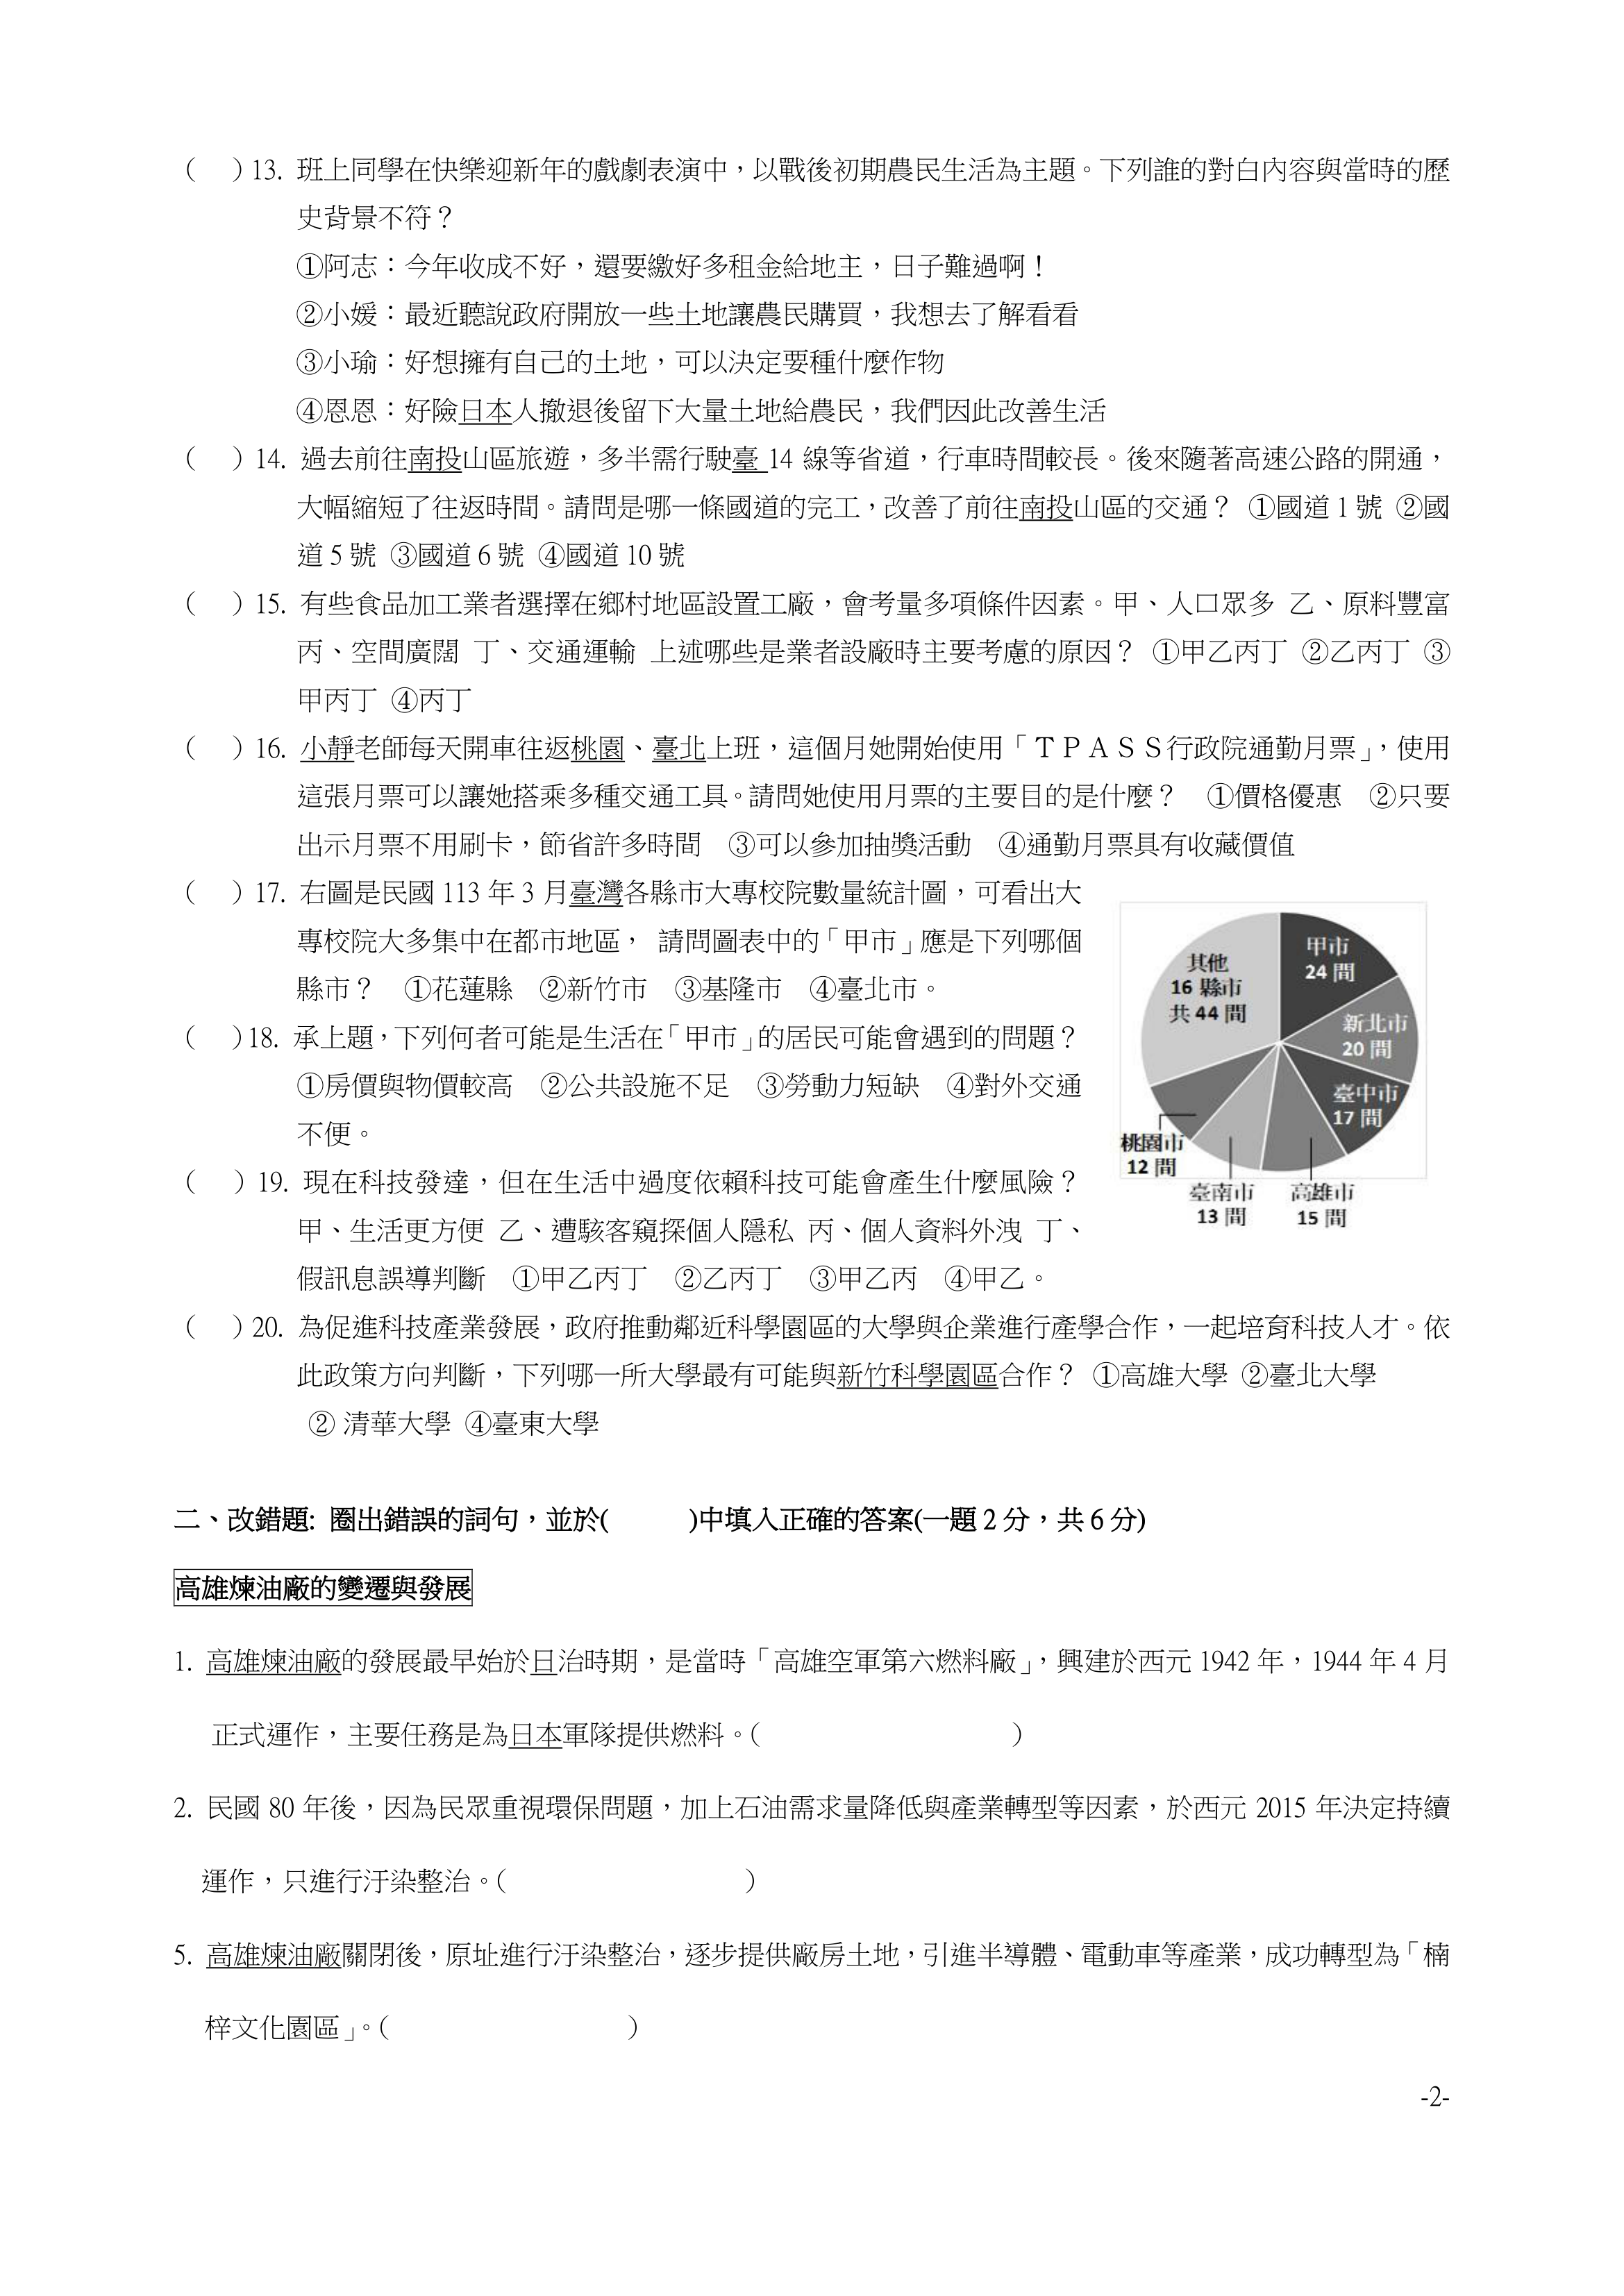 （　）13. 班上同學在快樂迎新年的戲劇表演中，以戰後初期農民生活為主題。下列誰的對白內容與當時的歷
史背景不符？
①阿志：今年收成不好，還要繳好多租金給地主，日子難過啊！
②小媛：最近聽說政府開放一些土地讓農民購買，我想去了解看看
③小瑜：好想擁有自己的土地，可以決定要種什麼作物
④恩恩：好險日本人撤退後留下大量土地給農民，我們因此改善生活
（　）14. 過去前往南投山區旅遊，多半需行駛臺 14 線等省道，行車時間較長。後來隨著高速公路的開通，
大幅縮短了往返時間。請問是哪一條國道的完工，改善了前往南投山區的交通？ ①國道 1 號 ②國
道 5 號 ③國道 6 號 ④國道 10 號
（　）15. 有些食品加工業者選擇在鄉村地區設置工廠，會考量多項條件因素。甲、人口眾多 乙、原料豐富
丙、空間廣闊 丁、交通運輸 上述哪些是業者設廠時主要考慮的原因？ ①甲乙丙丁 ②乙丙丁 ③
甲丙丁 ④丙丁
（　）16. 小靜老師每天開車往返桃園、臺北上班，這個月她開始使用「ＴＰＡＳＳ行政院通勤月票」，使用
這張月票可以讓她搭乘多種交通工具。請問她使用月票的主要目的是什麼？　①價格優惠　②只要
出示月票不用刷卡，節省許多時間　③可以參加抽獎活動　④通勤月票具有收藏價值
（　）17. 右圖是民國 113 年 3 月臺灣各縣市大專校院數量統計圖，可看出大
專校院大多集中在都市地區， 請問圖表中的「甲市」應是下列哪個
縣市？　①花蓮縣　②新竹市　③基隆市　④臺北市。
（　）18. 承上題，下列何者可能是生活在「甲市」的居民可能會遇到的問題？
①房價與物價較高　②公共設施不足　③勞動力短缺　④對外交通
不便。
（　）19. 現在科技發達，但在生活中過度依賴科技可能會產生什麼風險？
甲、生活更方便 乙、遭駭客窺探個人隱私 丙、個人資料外洩 丁、
假訊息誤導判斷　①甲乙丙丁　②乙丙丁　③甲乙丙　④甲乙。
甲市
24 間
新北市
20 間
臺中市
17 間
高雄市
15 間
臺南市
13 間
桃園市
12 間
其他
16 縣市
共 44 間
（　）20. 為促進科技產業發展，政府推動鄰近科學園區的大學與企業進行產學合作，一起培育科技人才。依
此政策方向判斷，下列哪一所大學最有可能與新竹科學園區合作？ ①高雄大學 ②臺北大學
② 清華大學 ④臺東大學
二、改錯題: 圈出錯誤的詞句，並於(　　　)中填入正確的答案(一題 2 分，共 6 分)
高雄煉油廠的變遷與發展
1. 高雄煉油廠的發展最早始於日治時期，是當時「高雄空軍第六燃料廠」，興建於西元 1942 年，1944 年 4 月
正式運作，主要任務是為日本軍隊提供燃料。（　　　　　　　　　）
2. 民國 80 年後，因為民眾重視環保問題，加上石油需求量降低與產業轉型等因素，於西元 2015 年決定持續
運作，只進行汙染整治。（　　　　　　　　　）
5. 高雄煉油廠關閉後，原址進行汙染整治，逐步提供廠房土地，引進半導體、電動車等產業，成功轉型為「楠
梓文化園區」。（　　　　　　　　　）
-2-